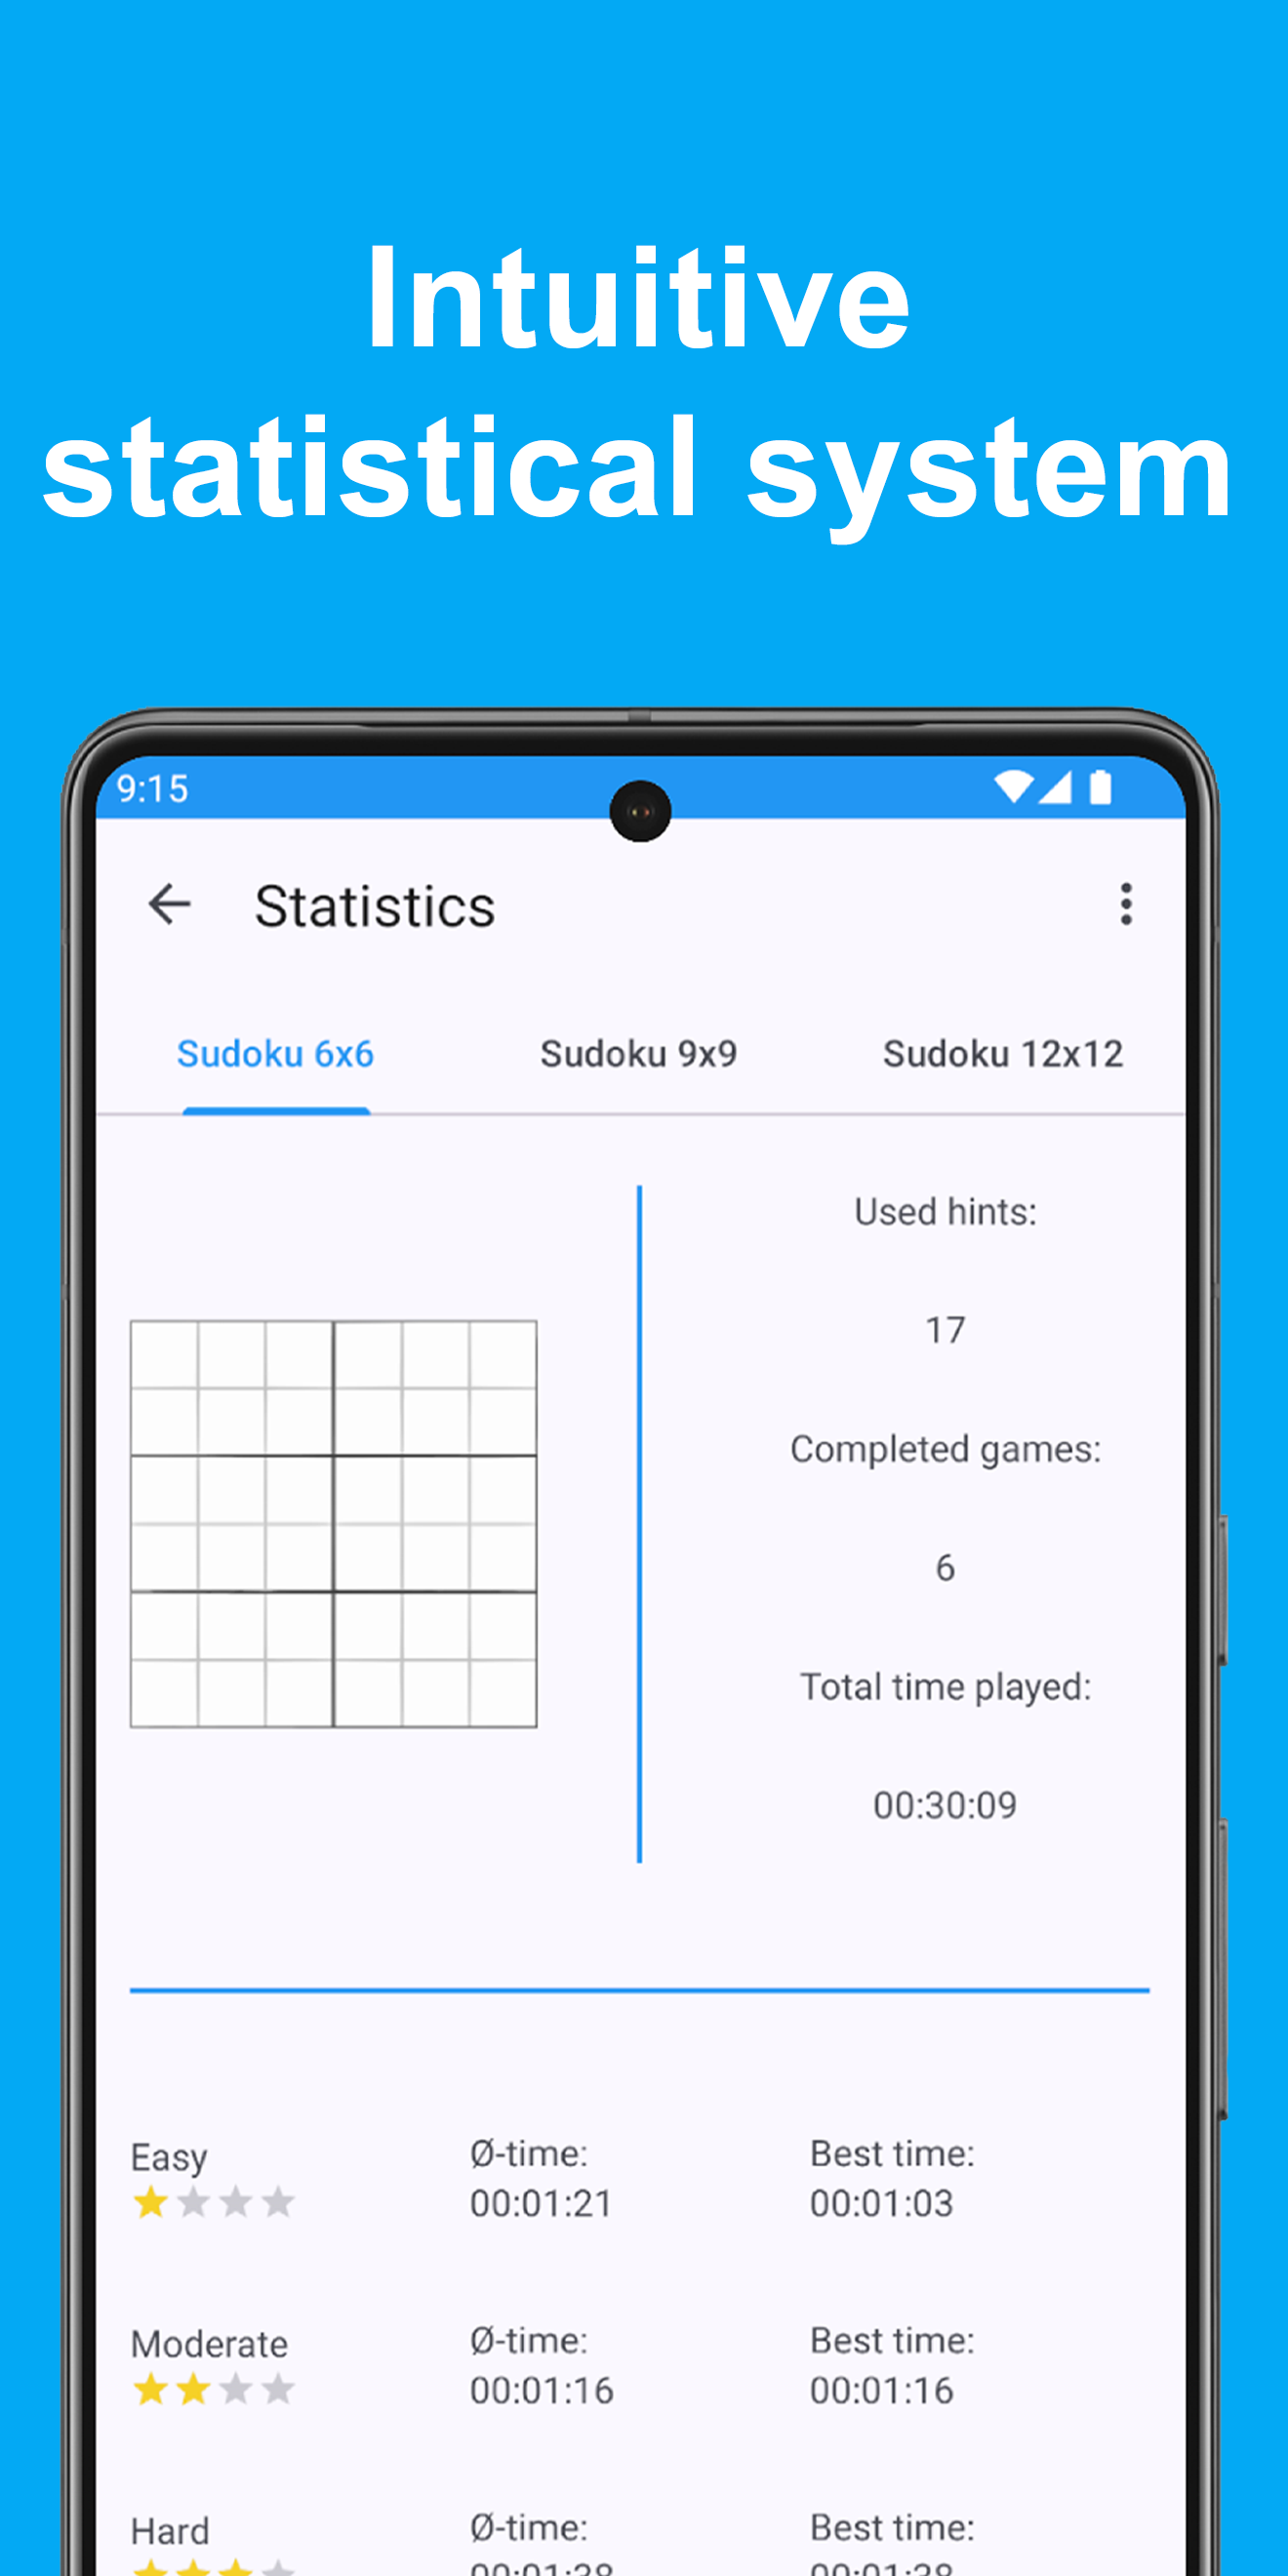 Intuitive
statistical system
9:15
Statistics
Sudoku 6x6 Sudoku 9x9 Sudoku 12x12
Used hints:
17
Completed games:
6
Total time played:
00:30:09
Easy Ø-time: Best time:
00:01:21 00:01:03
Moderate Ø-time: Best time:
00:01:16 00:01:16
Hard Ø-time: Best time: